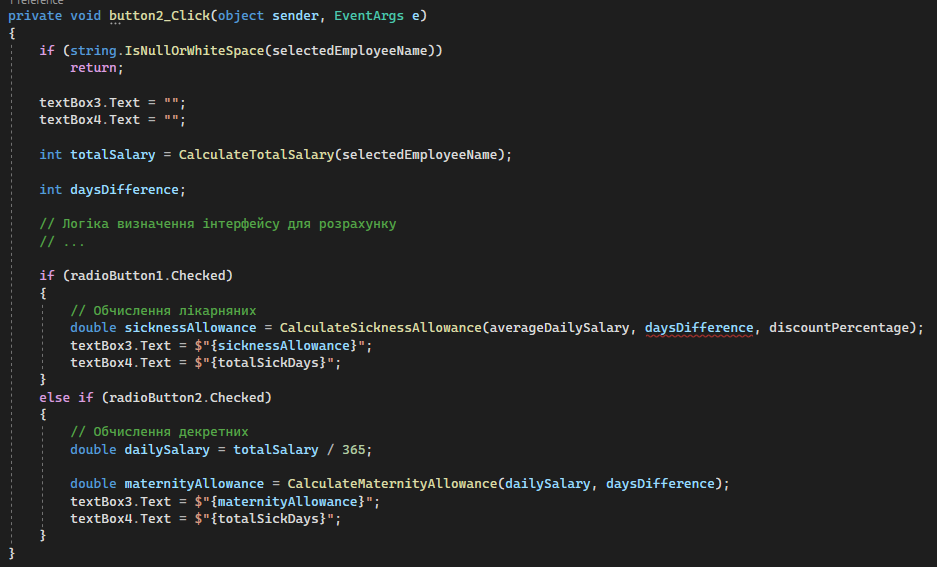 1 reference
private void button2_Click(object sender, EventArgs e)
{
if (string.IsNullOrWhiteSpace(selectedEmployeeName))
return;
textBox3.Text = "";
textBox4.Text = "";
int totalSalary = CalculateTotalSalary(selectedEmployeeName);
int daysDifference;
// Логіка визначення інтерфейсу для розрахунку
// ...
if (radioButton1.Checked)
{
// Обчислення лікарняних
double sicknessAllowance = CalculateSicknessAllowance(averageDailySalary, daysDifference, discountPercentage);
textBox3.Text = $"{sicknessAllowance}";
textBox4.Text = $"{totalSickDays}";
}
else if (radioButton2.Checked)
{
// Обчислення декретних
double dailySalary = totalSalary / 365;
double maternityAllowance = CalculateMaternityAllowance(dailySalary, daysDifference);
textBox3.Text = $"{maternityAllowance}";
textBox4.Text = $"{totalSickDays}";
}
}